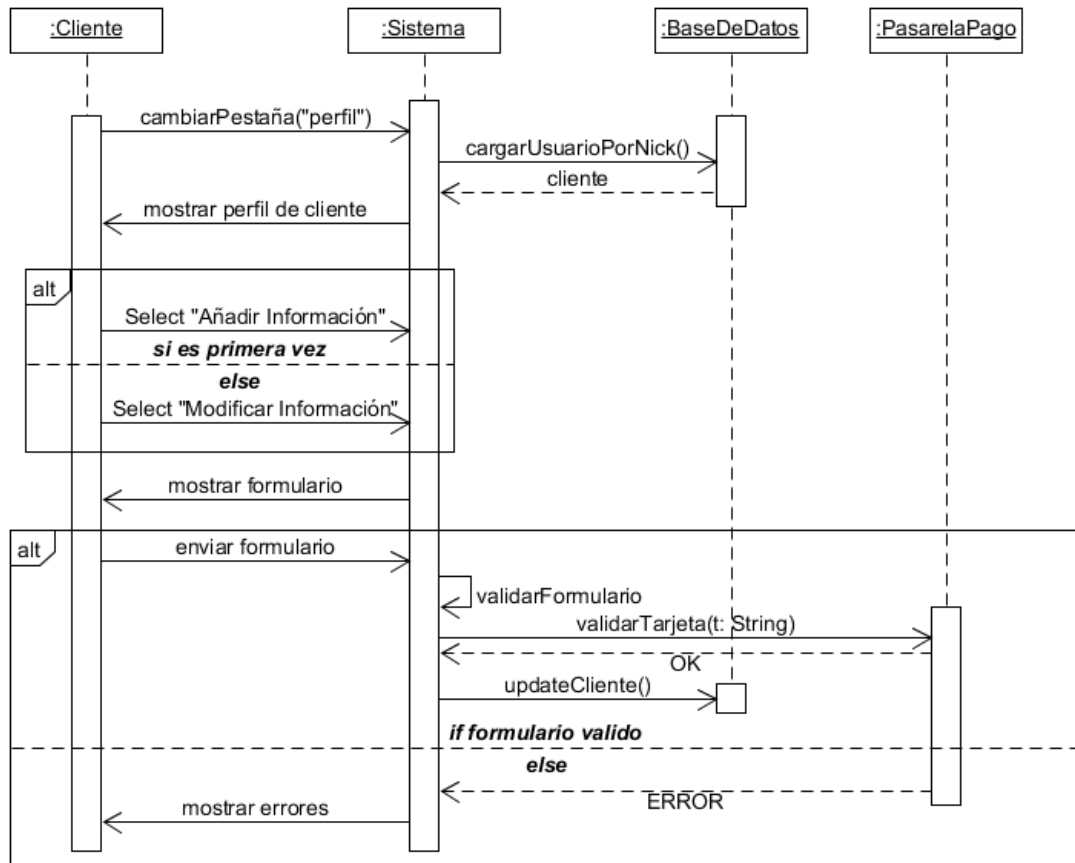 :Cliente
:Sistema
:BaseDeDatos
:PasarelaPago
cambiarPestaña("perfil")
cargarUsuarioPorNick()
cliente
mostrar perfil de cliente
alt
Select "Añadir Información"
si es primera vez
else
Select "Modificar Información"
mostrar formulario
alt
enviar formulario
validarFormulario
validarTarjeta(t: String)
OK
updateCliente()
if formulario valido
else
ERROR
mostrar errores